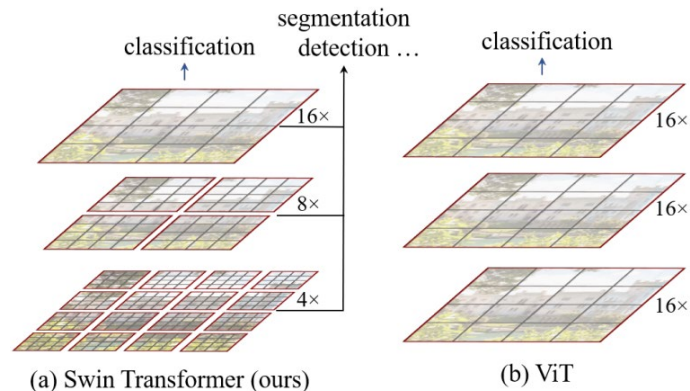 segmentation
detection …
classification
16×
8×
4×
(a) Swin Transformer (ours)
classification
16×
16×
16×
(b) ViT